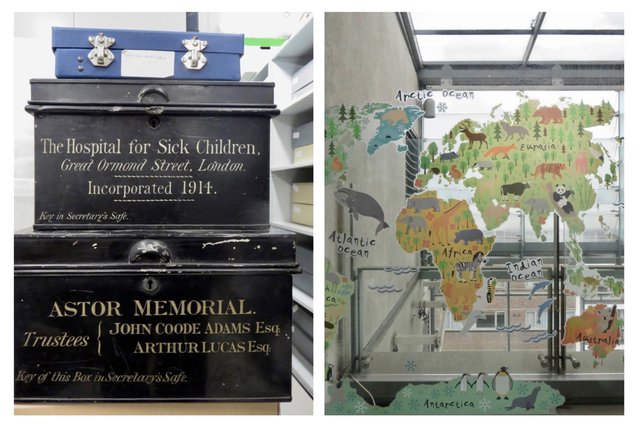 The Hospital for Sick Children,
Great Ormond Street, London.
Incorporated 1914.
Key in Secretary's Safe.
ASTOR MEMORIAL.
Trustees { JOHN COODE ADAMS Esq.
ARTHUR LUCAS Esq.
Key of this Box in Secretary's Safe.
Arctic Ocean
Eurasia
Atlantic Ocean
Africa
Indian Ocean
Australia
Antarctica